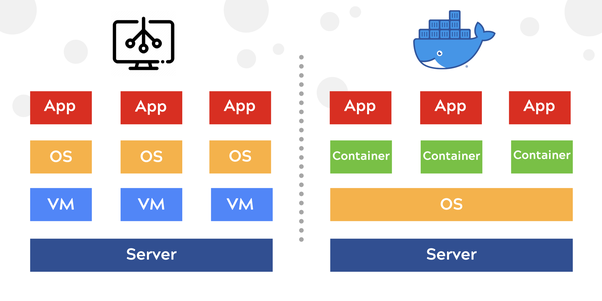 App App App
OS OS OS
VM VM VM
Server
App App App
Container Container Container
OS
Server